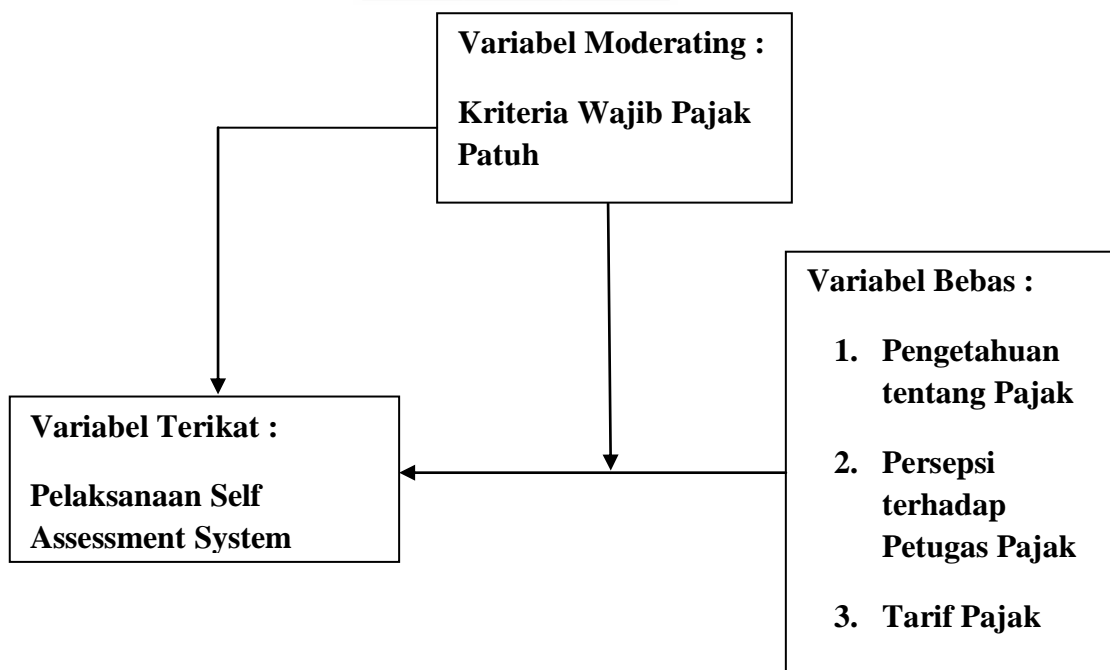 Variabel Moderating :
Kriteria Wajib Pajak
Patuh
Variabel Bebas :
1. Pengetahuan
tentang Pajak
2. Persepsi
terhadap
Petugas Pajak
3. Tarif Pajak
Variabel Terikat :
Pelaksanaan Self
Assessment System